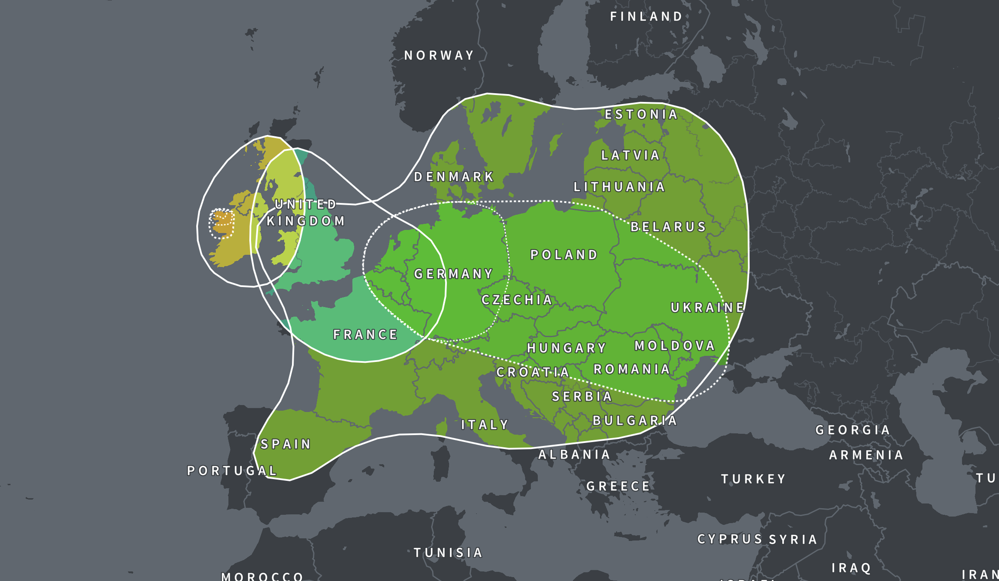 FINLAND
NORWAY
ESTONIA
LATVIA
DENMARK
LITHUANIA
UNITED
KINGDOM
BELARUS
POLAND
GERMANY
CZECHIA
UKRAINE
FRANCE
HUNGARY
MOLDOVA
CROATIA
ROMANIA
SERBIA
BULGARIA
ITALY
GEORGIA
SPAIN
ALBANIA
ARMENIA
PORTUGAL
TURKEY
TU
GREECE
CYPRUS
SYRIA
TUNISIA
IRAQ
IRAN
MOROCCO